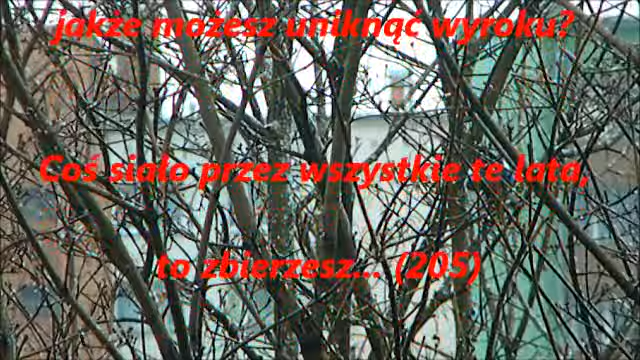 jakże możesz uniknąć wyroku?
Coś siało przez wszystkie te lata,
to zbierzesz... (205)